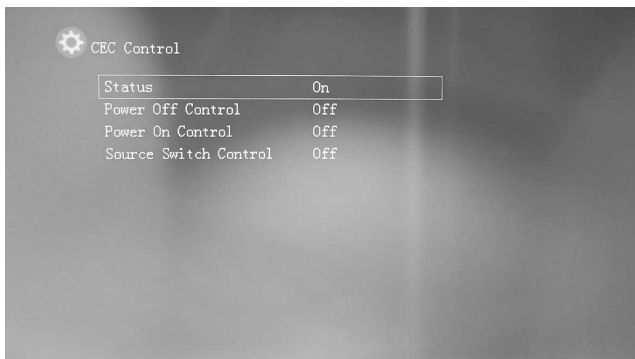 CEC Control
Status On
Power Off Control Off
Power On Control Off
Source Switch Control Off